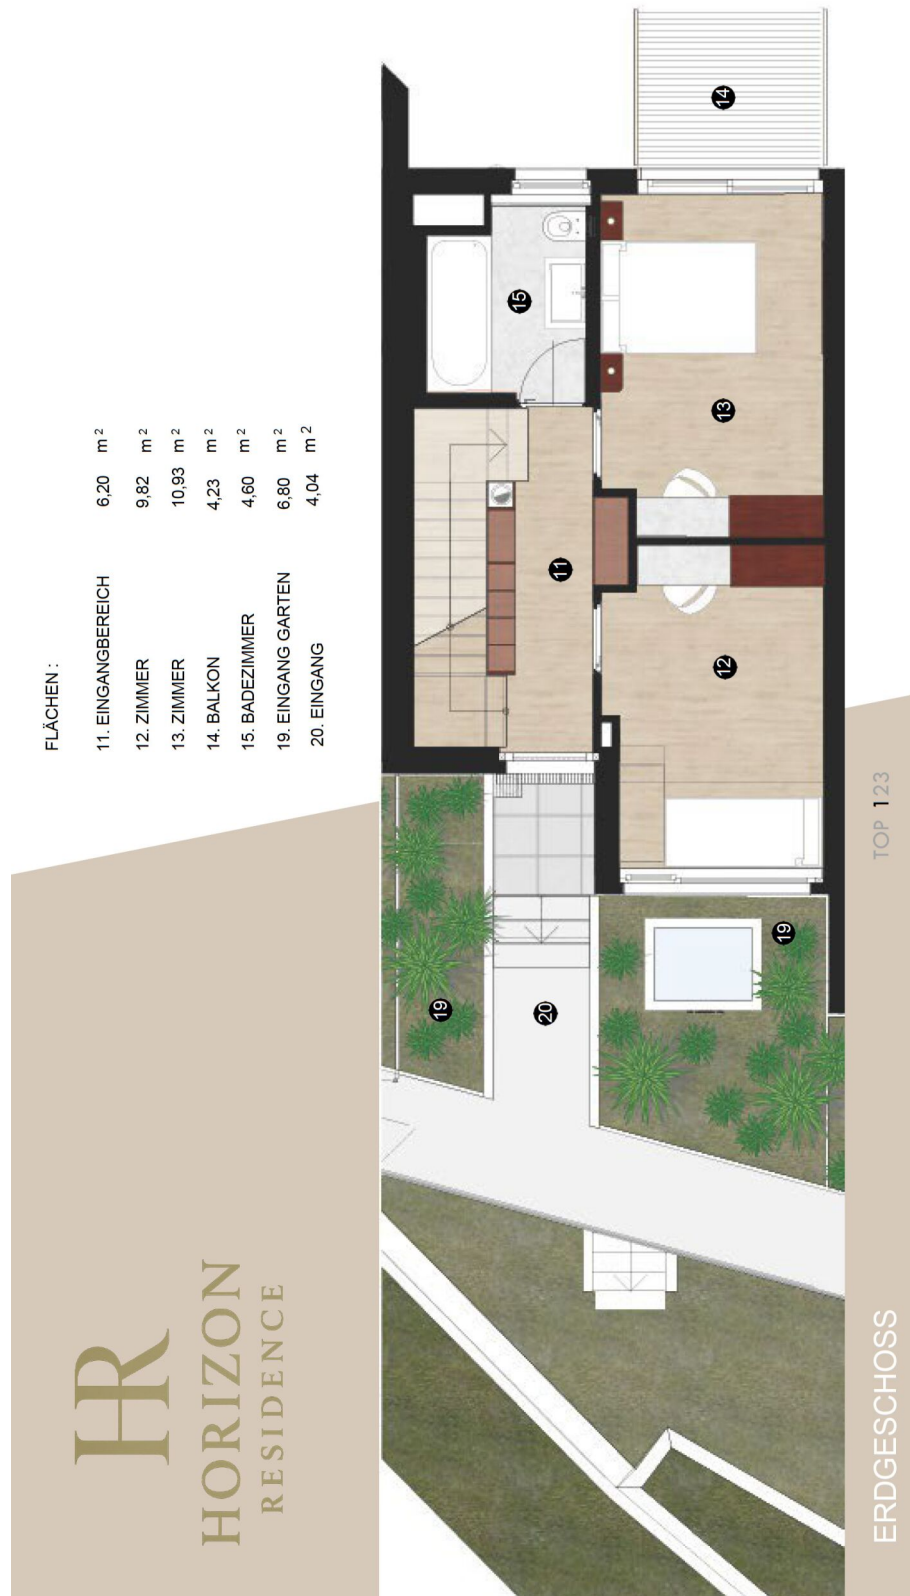 HR
HORIZON
RESIDENCE
FLÄCHEN :
11. EINGANGBEREICH 6,20 m²
12. ZIMMER 9,82 m²
13. ZIMMER 10,93 m²
14. BALKON 4,23 m²
15. BADEZIMMER 4,60 m²
19. EINGANG GARTEN 6,80 m²
20. EINGANG 4,04 m²
19
20
19
11
15
12
13
14
ERDGESCHOSS
TOP 123